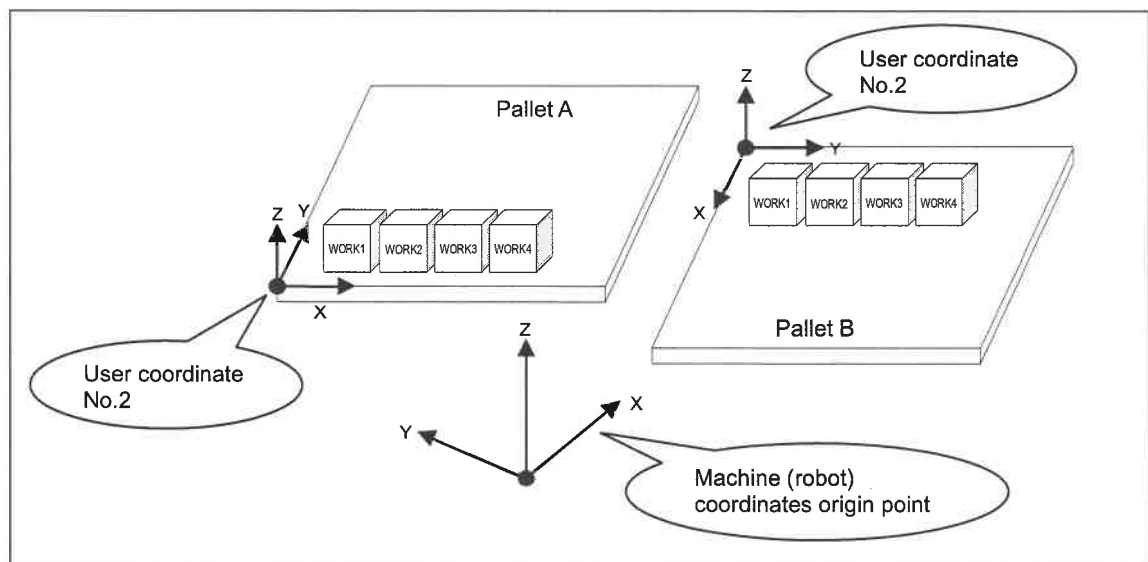 User coordinate
No.2
Z
Pallet A
Y
X
WORK1 WORK2 WORK3 WORK4
Z Y
WORK1 WORK2 WORK3 WORK4
X
Pallet B
User coordinate
No.2
Z
X
Y
Machine (robot)
coordinates origin point